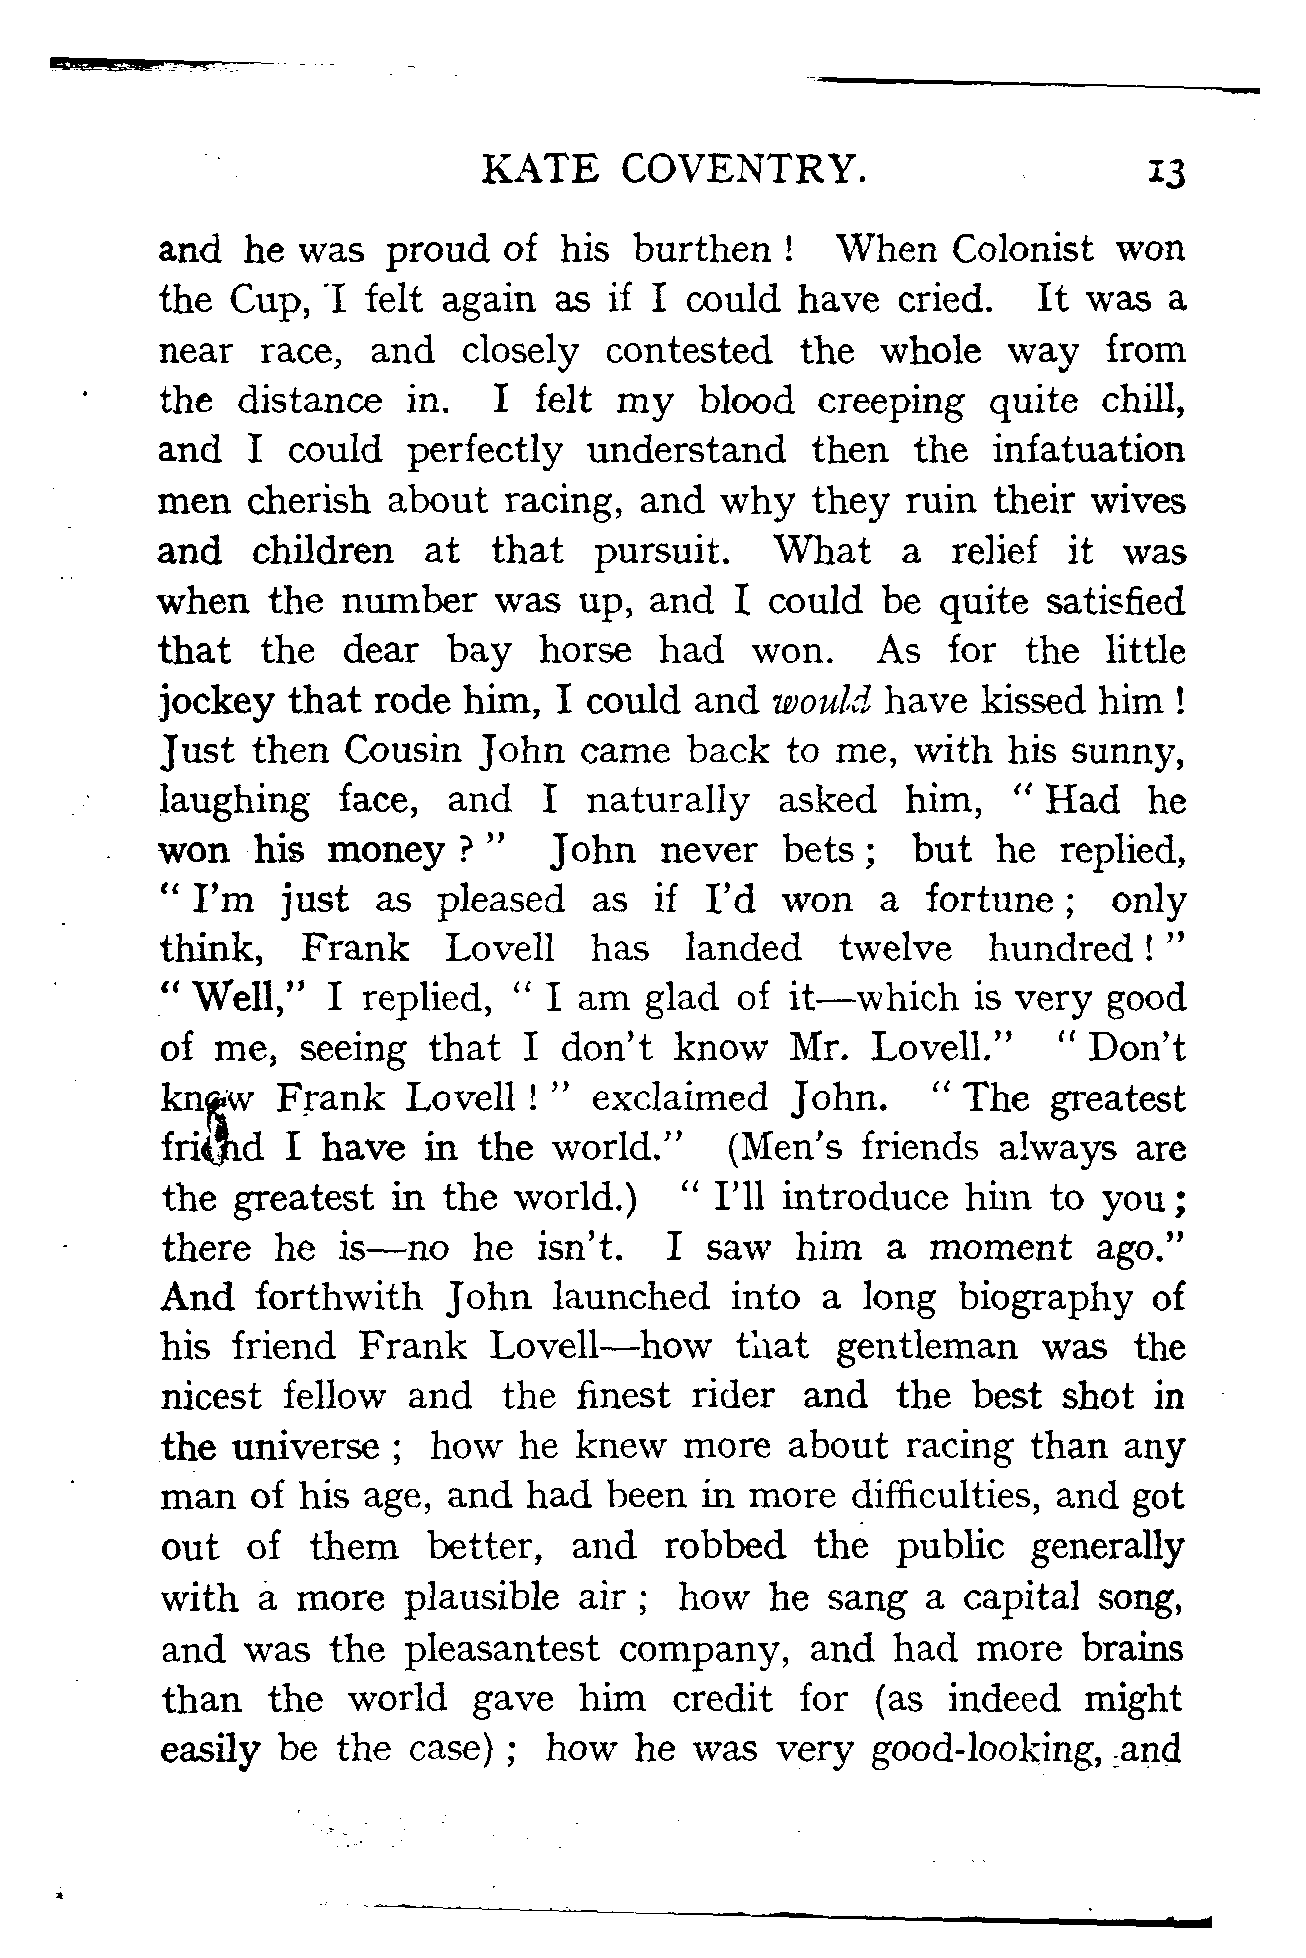 KATE COVENTRY. 13
and he was proud of his burthen ! When Colonist won
the Cup, I felt again as if I could have cried. It was a
near race, and closely contested the whole way from
the distance in. I felt my blood creeping quite chill,
and I could perfectly understand then the infatuation
men cherish about racing, and why they ruin their wives
and children at that pursuit. What a relief it was
when the number was up, and I could be quite satisfied
that the dear bay horse had won. As for the little
jockey that rode him, I could and would have kissed him !
Just then Cousin John came back to me, with his sunny,
laughing face, and I naturally asked him, “ Had he
won his money ? ” John never bets ; but he replied,
“ I’m just as pleased as if I’d won a fortune ; only
think, Frank Lovell has landed twelve hundred ! ”
“ Well,” I replied, “ I am glad of it—which is very good
of me, seeing that I don’t know Mr. Lovell.” “ Don’t
know Frank Lovell ! ” exclaimed John. “ The greatest
friend I have in the world.” (Men’s friends always are
the greatest in the world.) “ I’ll introduce him to you ;
there he is—no he isn’t. I saw him a moment ago.”
And forthwith John launched into a long biography of
his friend Frank Lovell—how that gentleman was the
nicest fellow and the finest rider and the best shot in
the universe ; how he knew more about racing than any
man of his age, and had been in more difficulties, and got
out of them better, and robbed the public generally
with a more plausible air ; how he sang a capital song,
and was the pleasantest company, and had more brains
than the world gave him credit for (as indeed might
easily be the case) ; how he was very good-looking, and